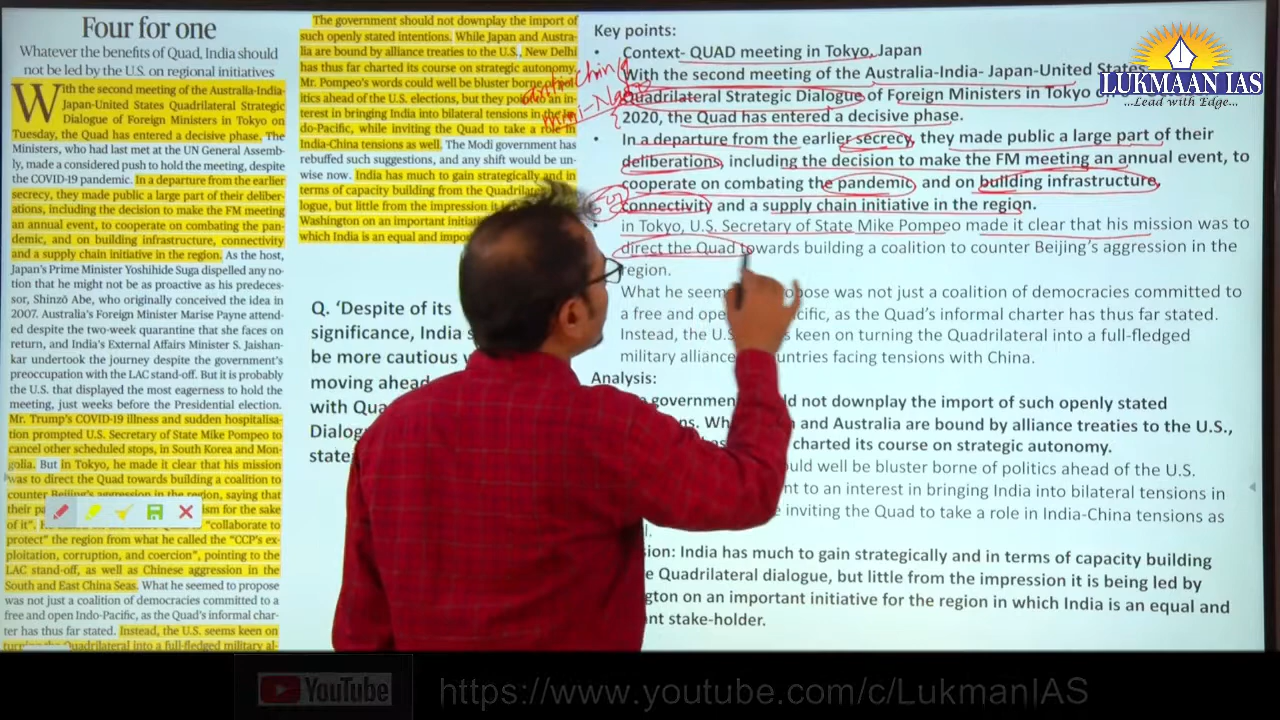 Four for one
Whatever the benefits of Quad, India should
not be led by the U.S. on regional initiatives
With the second meeting of the Australia-India-
Japan-United States Quadrilateral Strategic
Dialogue of Foreign Ministers in Tokyo on
Tuesday, the Quad has entered a decisive phase. The
Ministers, who had last met at the UN General Assemb-
ly, made a considered push to hold the meeting, despite
the COVID-19 pandemic. In a departure from the earlier
secrecy, they made public a large part of their deliber-
ations, including the decision to make the FM meeting
an annual event, to cooperate on combating the pan-
demic, and on building infrastructure, connectivity
and a supply chain initiative in the region. As the host,
Japan's Prime Minister Yoshihide Suga dispelled any no-
tion that he might not be as proactive as his predeces-
sor, Shinzō Abe, who originally conceived the idea in
2007. Australia's Foreign Minister Marise Payne attend-
ed despite the two-week quarantine that she faces on
return, and India's External Affairs Minister S. Jaishan-
kar undertook the journey despite the government's
preoccupation with the LAC stand-off. But it is probably
the U.S. that displayed the most eagerness to hold the
meeting, just weeks before the Presidential election.
Mr. Trump's COVID-19 illness and sudden hospitalisa-
tion prompted U.S. Secretary of State Mike Pompeo to
cancel other scheduled stops, in South Korea and Mon-
golia. But in Tokyo, he made it clear that his mission
was to direct the Quad towards building a coalition to
counter Beijing's aggression in the region, saying that
their pa ism for the sake
of it". "collaborate to
protect" the region from what he called the "CCP's ex-
ploitation, corruption, and coercion", pointing to the
LAC stand-off, as well as Chinese aggression in the
South and East China Seas. What he seemed to propose
was not just a coalition of democracies committed to a
free and open Indo-Pacific, as the Quad's informal char-
ter has thus far stated. Instead, the U.S. seems keen on
turning the Quadrilateral into a full-fledged military al-
The government should not downplay the import of
such openly stated intentions. While Japan and Austra-
lia are bound by alliance treaties to the U.S., New Delhi
has thus far charted its course on strategic autonomy.
Mr. Pompeo's words could well be bluster borne of pol-
itics ahead of the U.S. elections, but they point to an in-
terest in bringing India into bilateral tensions in the In-
do-Pacific, while inviting the Quad to take a role in
India-China tensions as well. The Modi government has
rebuffed such suggestions, and any shift would be un-
wise now. India has much to gain strategically and in
terms of capacity building from the Quadrilate
logue, but little from the impression it i
Washington on an important initia
which India is an equal and imp
Q. 'Despite of its
significance, India s
be more cautious
moving ahead
with Qua
Dialog
state
Key points:
• Context- QUAD meeting in Tokyo, Japan
With the second meeting of the Australia-India- Japan-United States
Quadrilateral Strategic Dialogue of Foreign Ministers in Tokyo
2020, the Quad has entered a decisive phase.
• In a departure from the earlier secrecy, they made public a large part of their
deliberations, including the decision to make the FM meeting an annual event, to
cooperate on combating the pandemic and on building infrastructure,
connectivity and a supply chain initiative in the region.
in Tokyo, U.S. Secretary of State Mike Pompeo made it clear that his mission was to
direct the Quad towards building a coalition to counter Beijing's aggression in the
region.
What he seem pose was not just a coalition of democracies committed to
a free and ope cific, as the Quad's informal charter has thus far stated.
Instead, the U.S. s keen on turning the Quadrilateral into a full-fledged
military alliance untries facing tensions with China.
Analysis:
government ld not downplay the import of such openly stated
ns. Wh and Australia are bound by alliance treaties to the U.S.,
has charted its course on strategic autonomy.
uld well be bluster borne of politics ahead of the U.S.
nt to an interest in bringing India into bilateral tensions in
e inviting the Quad to take a role in India-China tensions as
l.
sion: India has much to gain strategically and in terms of capacity building
e Quadrilateral dialogue, but little from the impression it is being led by
gton on an important initiative for the region in which India is an equal and
nt stake-holder.
LUKMAAN IAS
...Lead with Edge...
YouTube
https://www.youtube.com/c/LukmanIAS